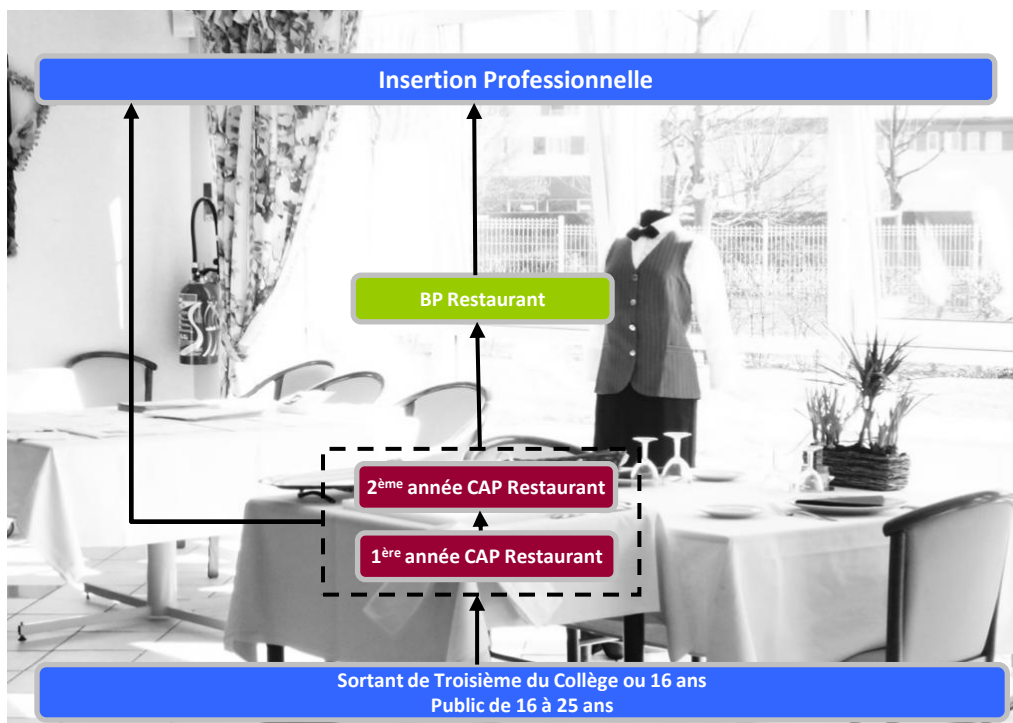 Insertion Professionnelle
BP Restaurant
2ème année CAP Restaurant
1ère année CAP Restaurant
Sortant de Troisième du Collège ou 16 ans
Public de 16 à 25 ans